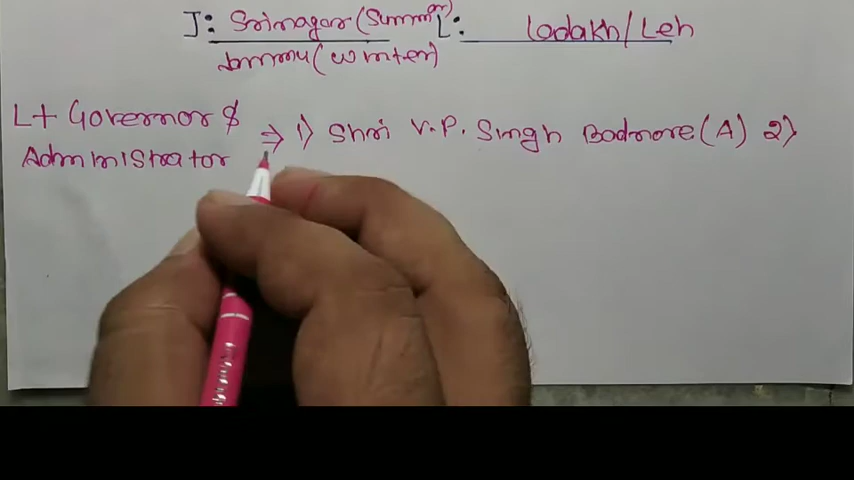 J: Srinagar (Summer) L: Ladakh/Leh
Jammu (winter)
Lt Governor &
Administrator ⇒ 1) Shri V.P. Singh Badnore (A) 2)